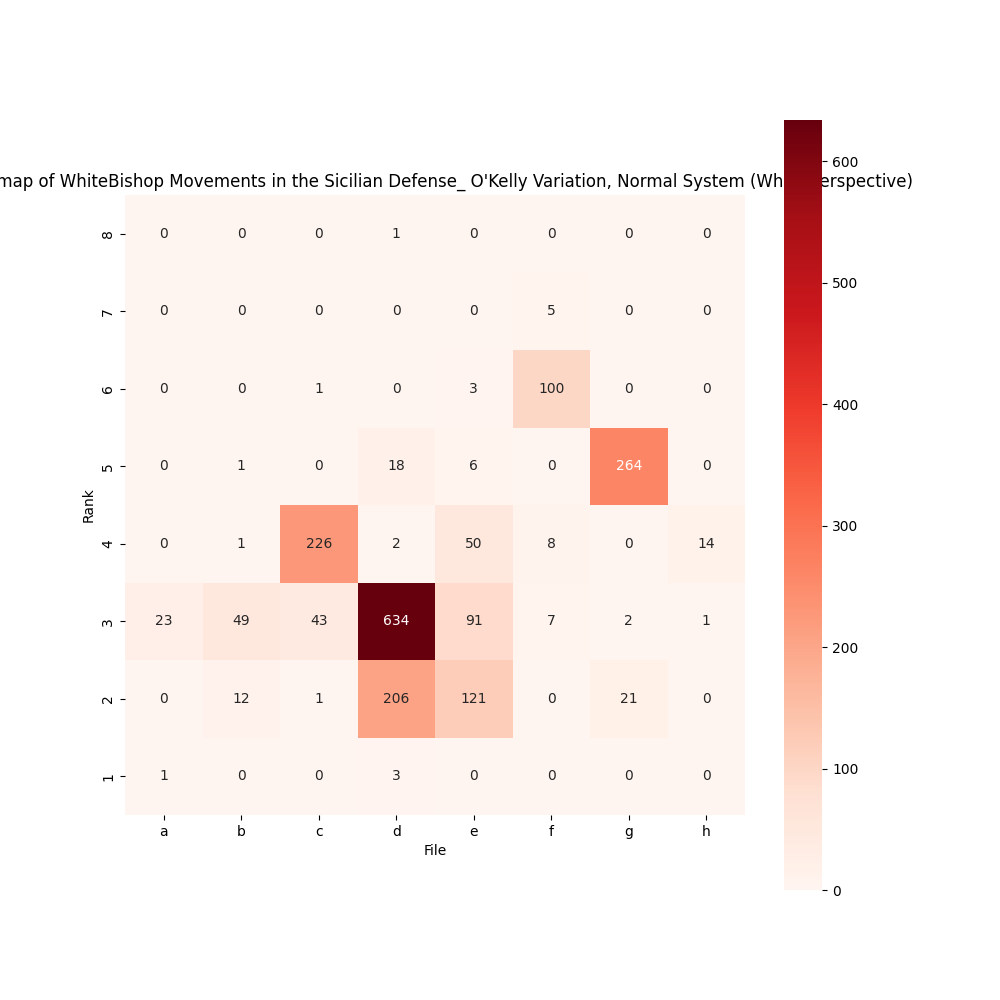 map of WhiteBishop Movements in the Sicilian Defense_ O'Kelly Variation, Normal System (Wh erspective)
8 0 0 0 1 0 0 0 0
7 0 0 0 0 0 5 0 0
6 0 0 1 0 3 100 0 0
5 0 1 0 18 6 0 264 0
4 0 1 226 2 50 8 0 14
3 23 49 43 634 91 7 2 1
2 0 12 1 206 121 0 21 0
1 1 0 0 3 0 0 0 0
a b c d e f g h
File
Rank
600
500
400
300
200
100
0